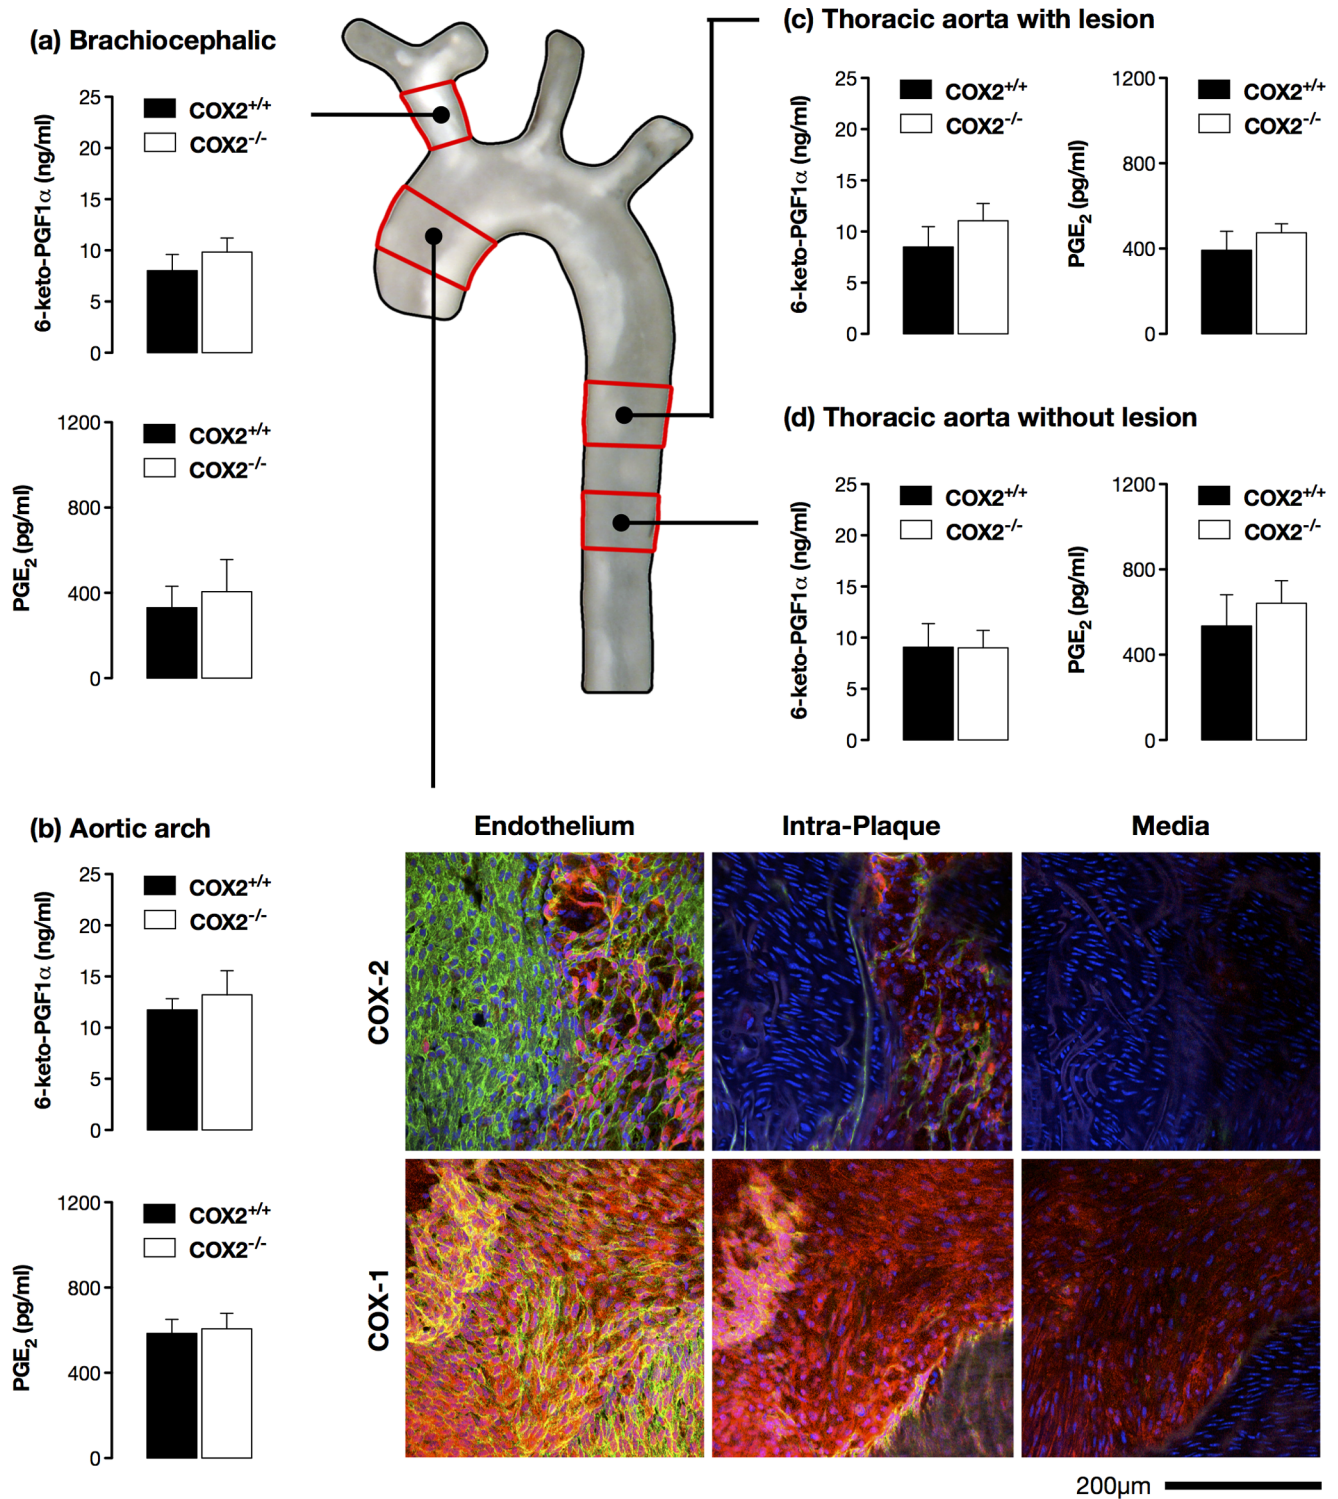 (a) Brachiocephalic
6-keto-PGF1α (ng/ml)
25
20
15
10
5
0
COX2+/+
COX2-/-
PGE2 (pg/ml)
1200
800
400
0
COX2+/+
COX2-/-
(c) Thoracic aorta with lesion
6-keto-PGF1α (ng/ml)
25
20
15
10
5
0
COX2+/+
COX2-/-
PGE2 (pg/ml)
1200
800
400
0
COX2+/+
COX2-/-
(d) Thoracic aorta without lesion
6-keto-PGF1α (ng/ml)
25
20
15
10
5
0
COX2+/+
COX2-/-
PGE2 (pg/ml)
1200
800
400
0
COX2+/+
COX2-/-
(b) Aortic arch
6-keto-PGF1α (ng/ml)
25
20
15
10
5
0
COX2+/+
COX2-/-
PGE2 (pg/ml)
1200
800
400
0
COX2+/+
COX2-/-
Endothelium
Intra-Plaque
Media
COX-2
COX-1
200µm